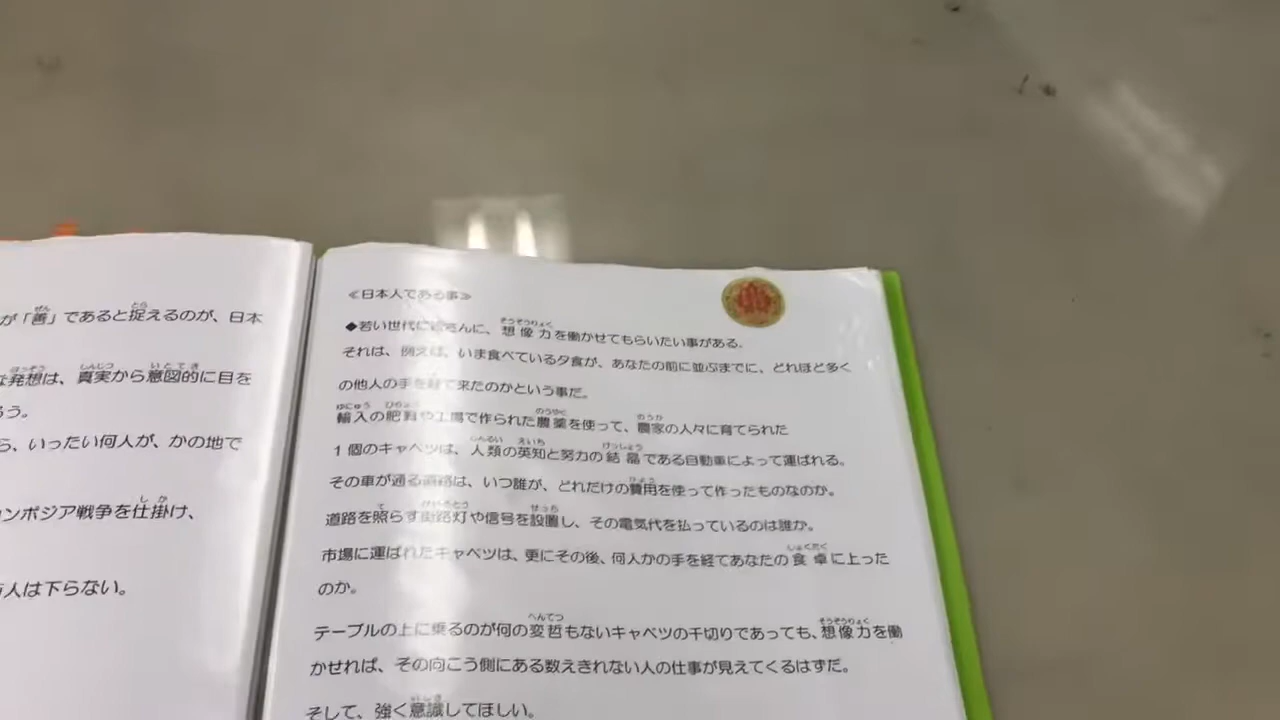 が「善」であると捉えるのが、日本
な発想は、真実から意図的に目を
ろう。
ら、いったい何人が、かの地で
ンボジア戦争を仕掛け、
人は下らない。
≪日本人である事≫
◆若い世代に皆さんに、想像力を働かせてもらいたい事がある。
それは、例えば、いま食べている夕食が、あなたの前に並ぶまでに、どれほど多く
の他人の手を経て来たのかという事だ。
輸入の肥料や工場で作られた農薬を使って、農家の人々に育てられた
1個のキャベツは、人類の英知と努力の結晶である自動車によって運ばれる。
その車が通る道路は、いつ誰が、どれだけの費用を使って作ったものなのか。
道路を照らす街路灯や信号を設置し、その電気代を払っているのは誰か。
市場に運ばれたキャベツは、更にその後、何人かの手を経てあなたの食卓に上った
のか。
テーブルの上に乗るのが何の変哲もないキャベツの千切りであっても、想像力を働
かせれば、その向こう側にある数えきれない人の仕事が見えてくるはずだ。
そして、強く意識してほしい。